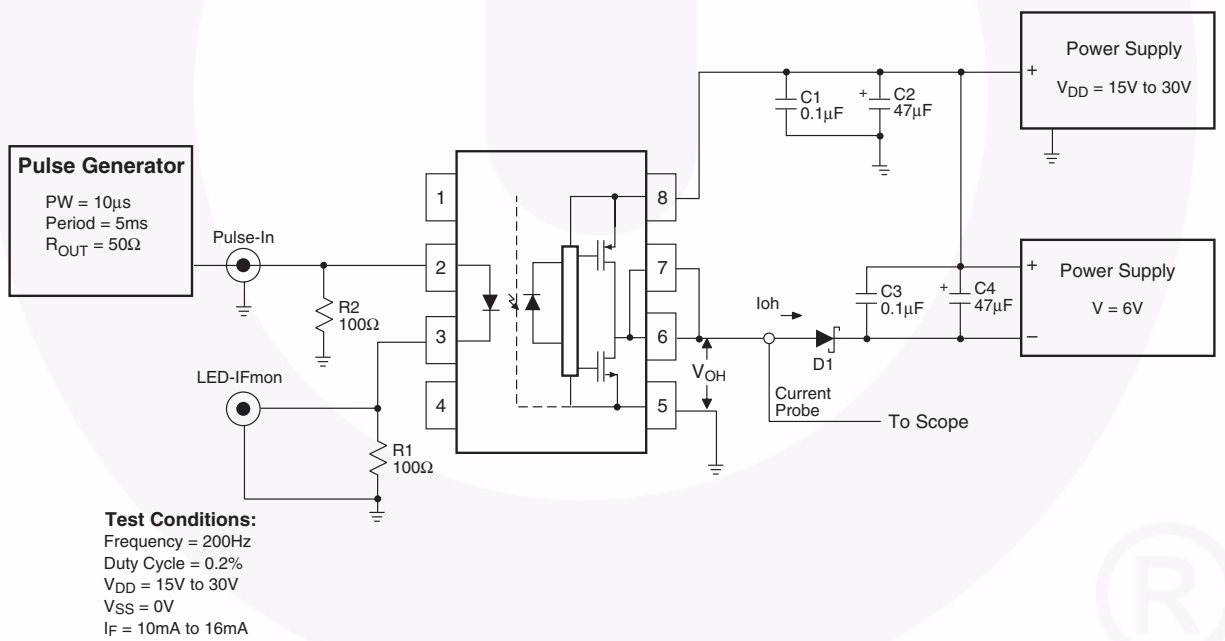 Power Supply
+
VDD = 15V to 30V
C1
0.1μF
+
C2
47μF
Pulse Generator
PW = 10μs
Period = 5ms
ROUT = 50Ω
Pulse-In
1
2
3
4
8
7
6
5
R2
100Ω
LED-IFmon
R1
100Ω
Power Supply
+
V = 6V
–
C3
0.1μF
+
C4
47μF
Ioh
D1
VOH
Current
Probe
To Scope
Test Conditions:
Frequency = 200Hz
Duty Cycle = 0.2%
VDD = 15V to 30V
VSS = 0V
IF = 10mA to 16mA
®